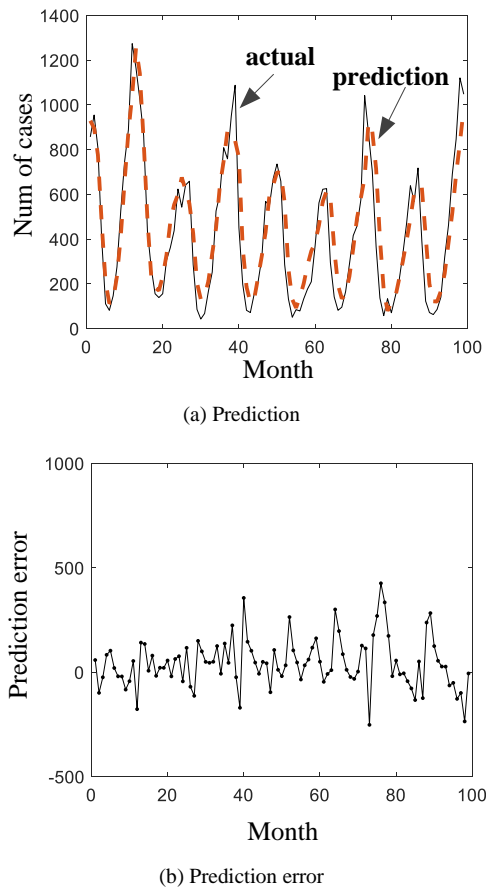 1400
1200
1000
800
600
400
200
0
Num of cases
actual
prediction
0 20 40 60 80 100
Month
(a) Prediction
1000
500
0
-500
Prediction error
0 20 40 60 80 100
Month
(b) Prediction error